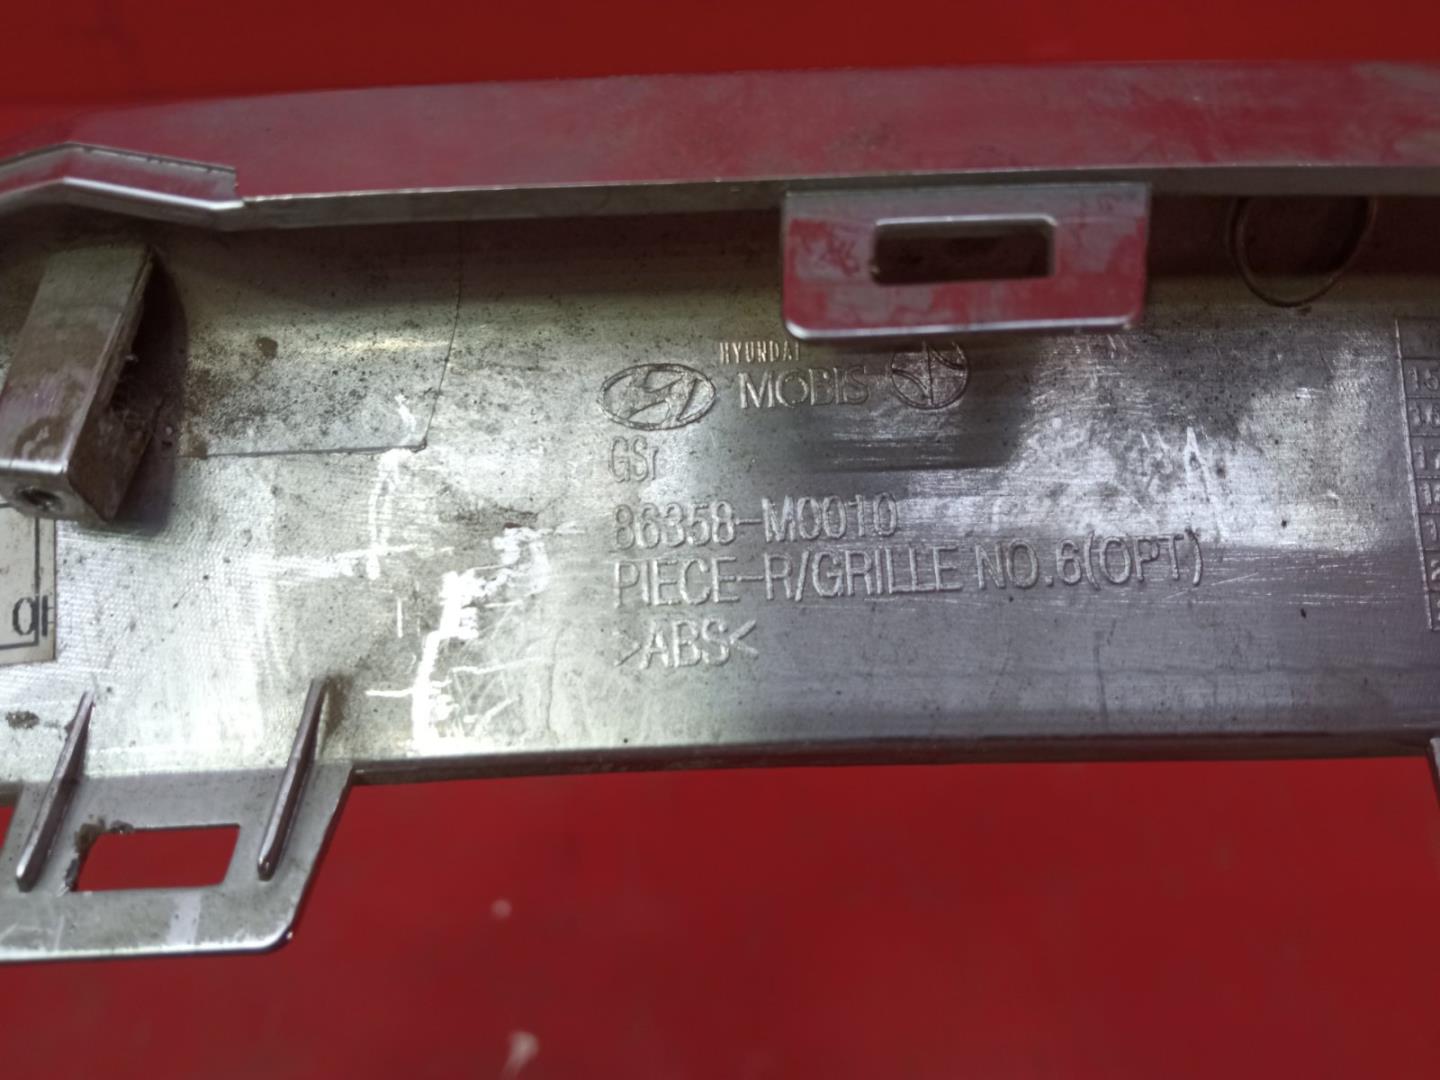 HYUNDAI
MOBIS
GSr
86358-M0010
PIECE-R/GRILLE NO.6(OPT)
>ABS<